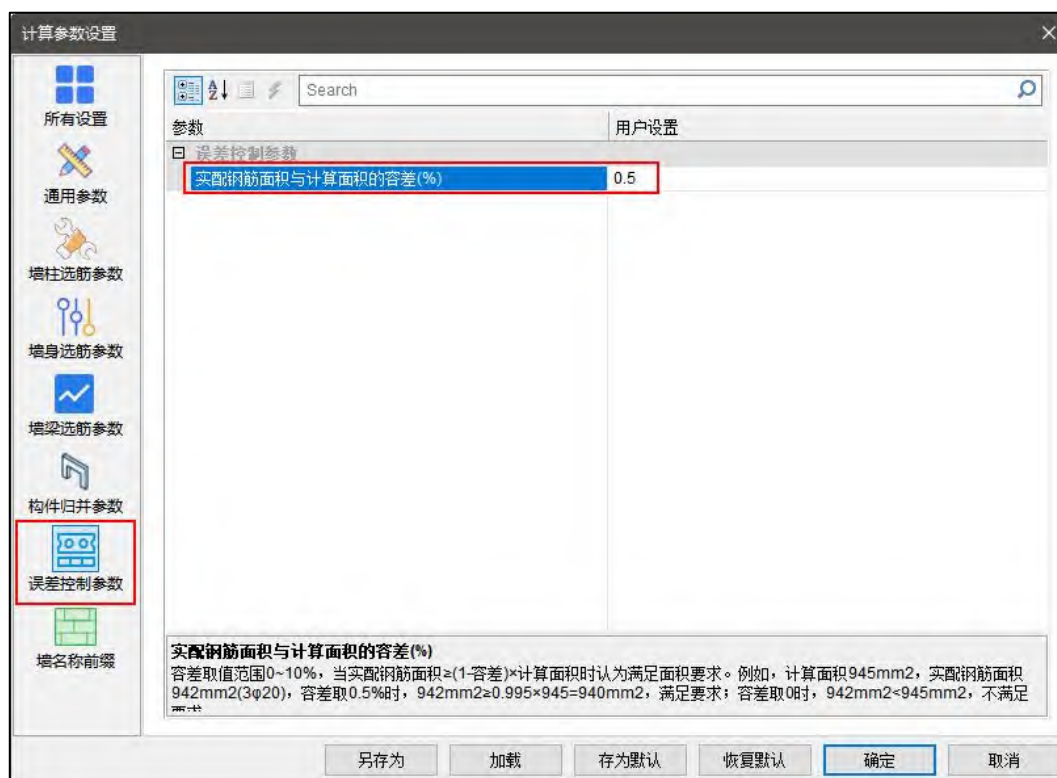 计算参数设置
所有设置
通用参数
墙柱选筋参数
墙身选筋参数
墙梁选筋参数
构件归并参数
误差控制参数
墙名称前缀
Search
参数 用户设置
误差控制参数
实配钢筋面积与计算面积的容差(%) 0.5
实配钢筋面积与计算面积的容差(%)
容差取值范围0~10%，当实配钢筋面积≥(1-容差)×计算面积时认为满足面积要求。例如，计算面积945mm2，实配钢筋面积
942mm2(3φ20)，容差取0.5%时，942mm2≥0.995×945=940mm2，满足要求；容差取0时，942mm2<945mm2，不满足
另存为 加载 存为默认 恢复默认 确定 取消